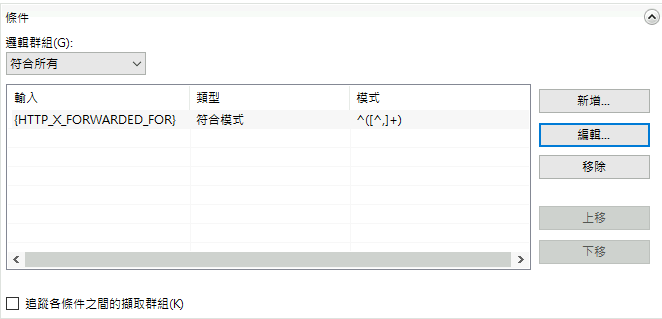 條件
邏輯群組(G):
符合所有
輸入 類型 模式
{HTTP_X_FORWARDED_FOR} 符合模式 ^([^,]+)
新增...
編輯...
移除
上移
下移
追蹤各條件之間的擷取群組(K)